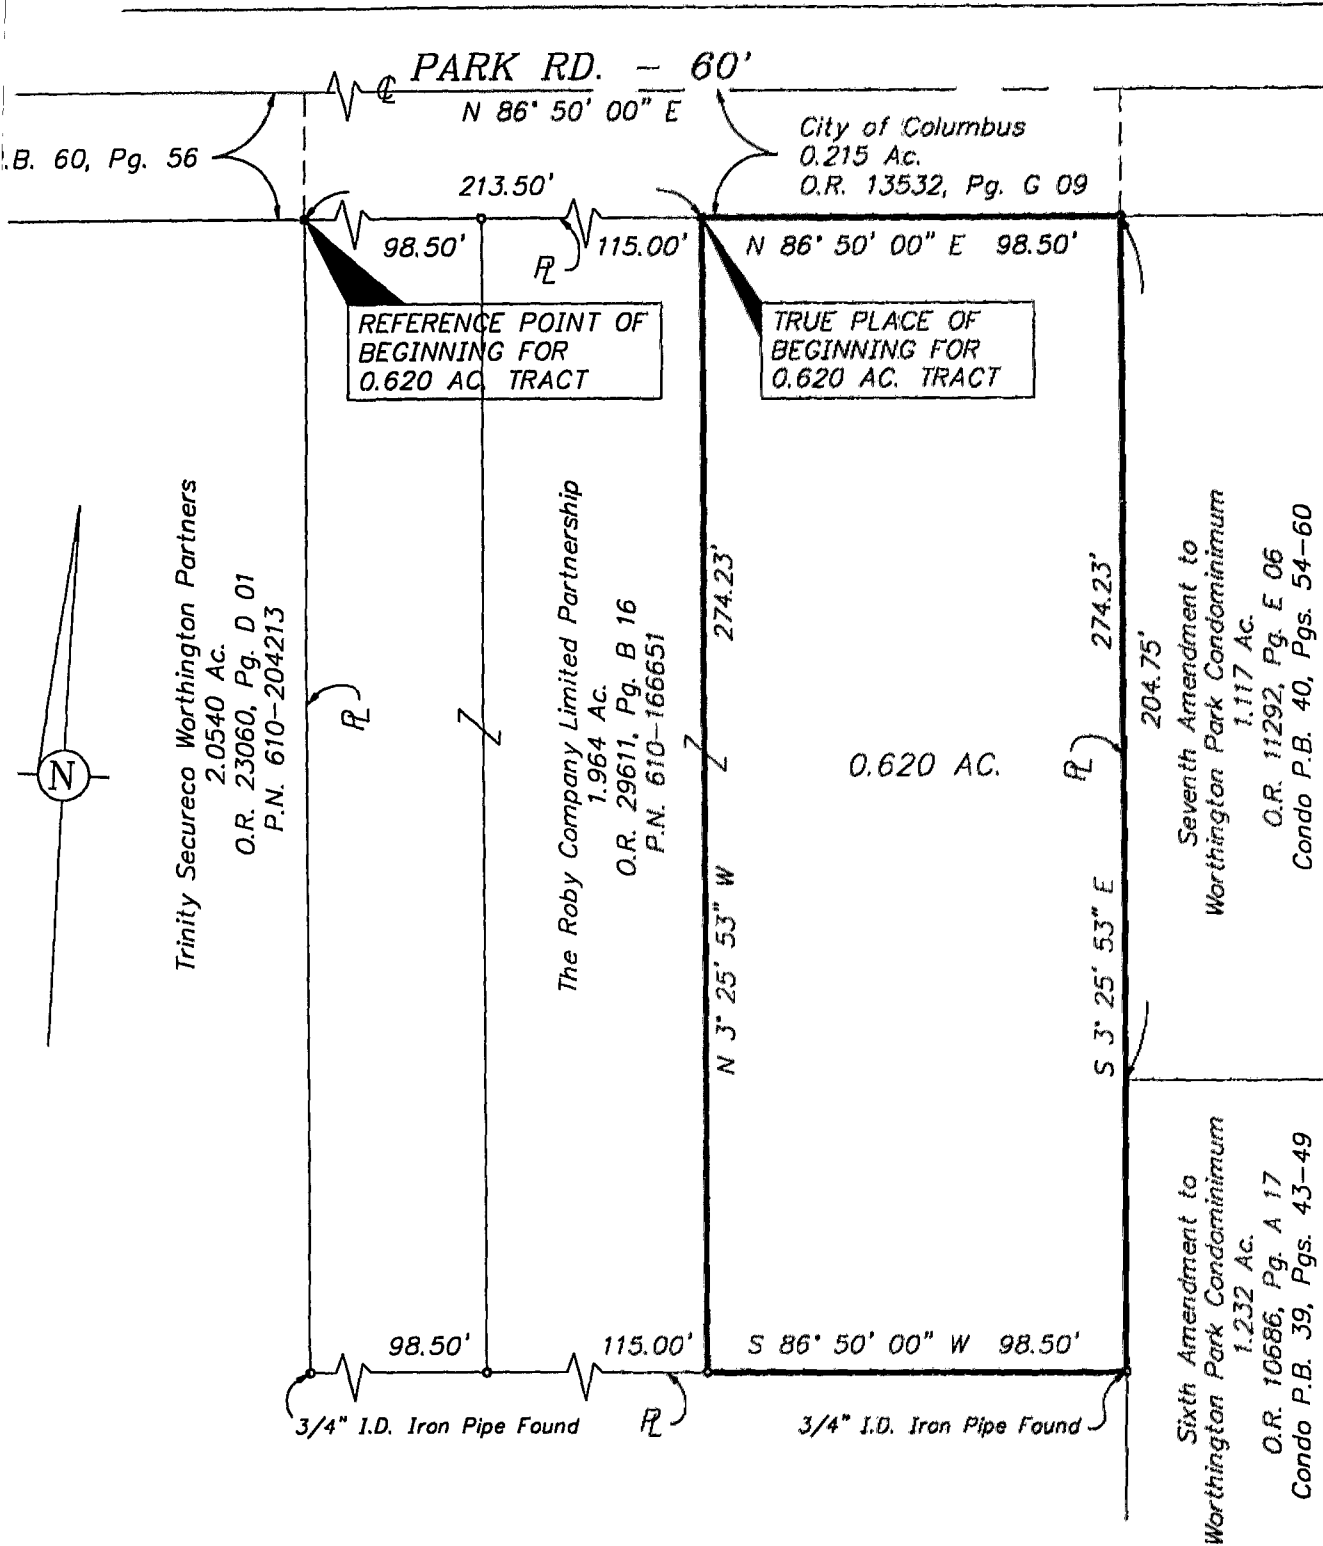 PARK RD. - 60'
℄
N 86° 50' 00" E
.B. 60, Pg. 56
City of Columbus
0.215 Ac.
O.R. 13532, Pg. G 09
213.50'
98.50'
115.00'
N 86° 50' 00" E 98.50'
PL
REFERENCE POINT OF
BEGINNING FOR
0.620 AC. TRACT
TRUE PLACE OF
BEGINNING FOR
0.620 AC. TRACT
N
Trinity Secureco Worthington Partners
2.0540 Ac.
O.R. 23060, Pg. D 01
P.N. 610-204213
PL
Z
The Roby Company Limited Partnership
1.964 Ac.
O.R. 29611, Pg. B 16
P.N. 610-166651
Z
274.23'
N 3° 25' 53" W
0.620 AC.
PL
274.23'
S 3° 25' 53" E
204.75'
Seventh Amendment to
Worthington Park Condominimum
1.117 Ac.
O.R. 11292, Pg. E 06
Condo P.B. 40, Pgs. 54-60
Sixth Amendment to
Worthington Park Condominimum
1.232 Ac.
O.R. 10686, Pg. A 17
Condo P.B. 39, Pgs. 43-49
98.50'
115.00'
S 86° 50' 00" W 98.50'
3/4" I.D. Iron Pipe Found
PL
3/4" I.D. Iron Pipe Found